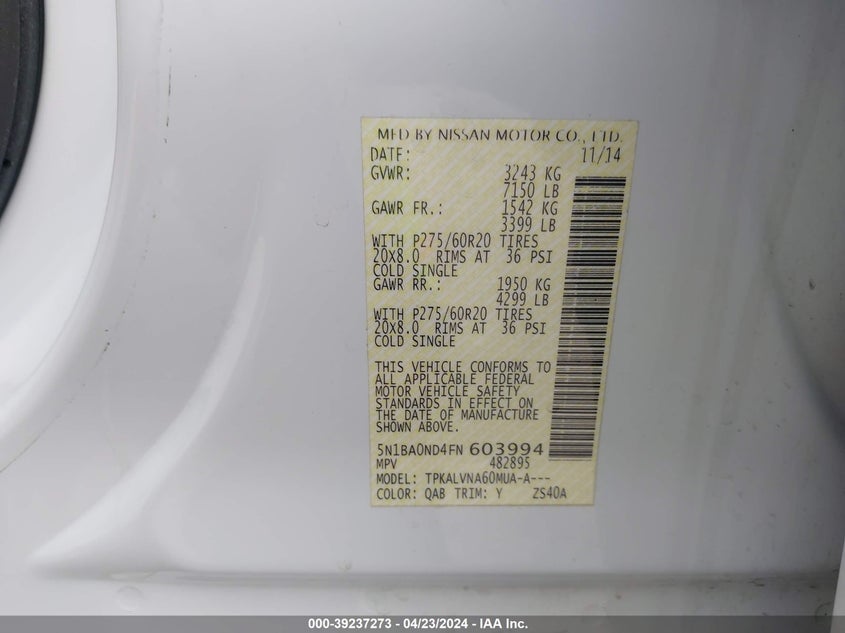 MFD BY NISSAN MOTOR CO., LTD.
DATE: 11/14
GVWR: 3243 KG
7150 LB
GAWR FR.: 1542 KG
3399 LB
WITH P275/60R20 TIRES
20X8.0 RIMS AT 36 PSI
COLD SINGLE
GAWR RR.: 1950 KG
4299 LB
WITH P275/60R20 TIRES
20X8.0 RIMS AT 36 PSI
COLD SINGLE
THIS VEHICLE CONFORMS TO
ALL APPLICABLE FEDERAL
MOTOR VEHICLE SAFETY
STANDARDS IN EFFECT ON
THE DATE OF MANUFACTURE
SHOWN ABOVE.
5N1BA0ND4FN 603994
MPV 482895
MODEL: TPKALVNA60MUA-A---
COLOR: QAB TRIM: Y ZS40A
000-39237273 - 04/23/2024 - IAA Inc.